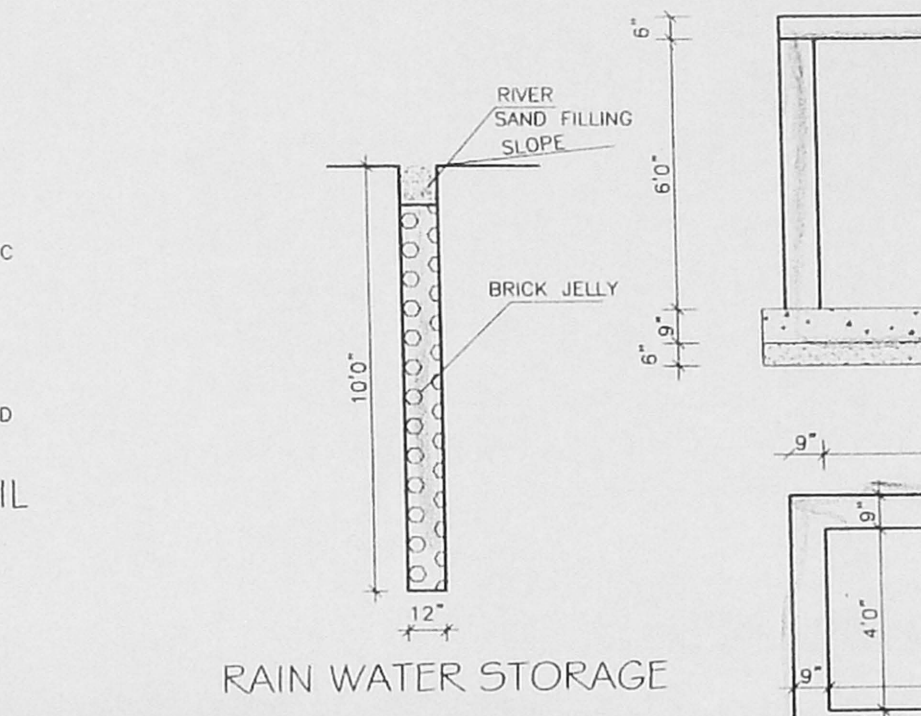 RIVER
SAND FILLING
SLOPE
BRICK JELLY
10'0"
12"
RAIN WATER STORAGE
C
D
IL
6"
6'0"
9"
6"
9"
9"
4'0"
9"